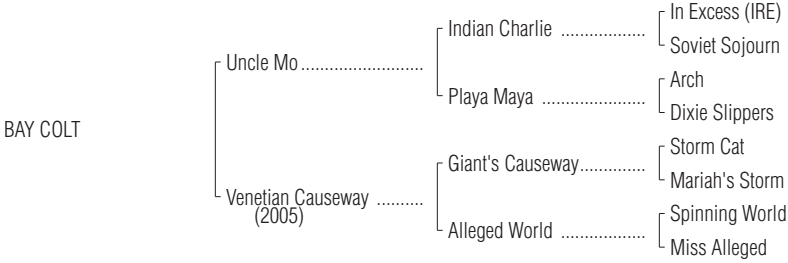 In Excess (IRE)
Indian Charlie ..................
Soviet Sojourn
Uncle Mo ..........................
Arch
Playa Maya ......................
Dixie Slippers
BAY COLT
Storm Cat
Giant's Causeway..............
Mariah's Storm
Venetian Causeway ..........
(2005)
Spinning World
Alleged World ..................
Miss Alleged